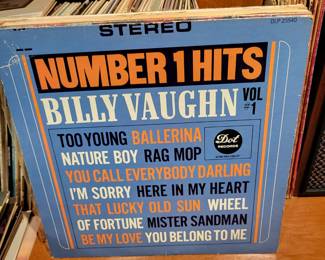 STEREO
DLP 25540
NUMBER 1 HITS
BILLY VAUGHN VOL #1
TOO YOUNG BALLERINA
NATURE BOY RAG MOP
YOU CALL EVERYBODY DARLING
I'M SORRY HERE IN MY HEART
THAT LUCKY OLD SUN WHEEL
OF FORTUNE MISTER SANDMAN
BE MY LOVE YOU BELONG TO ME
Dot
RECORDS